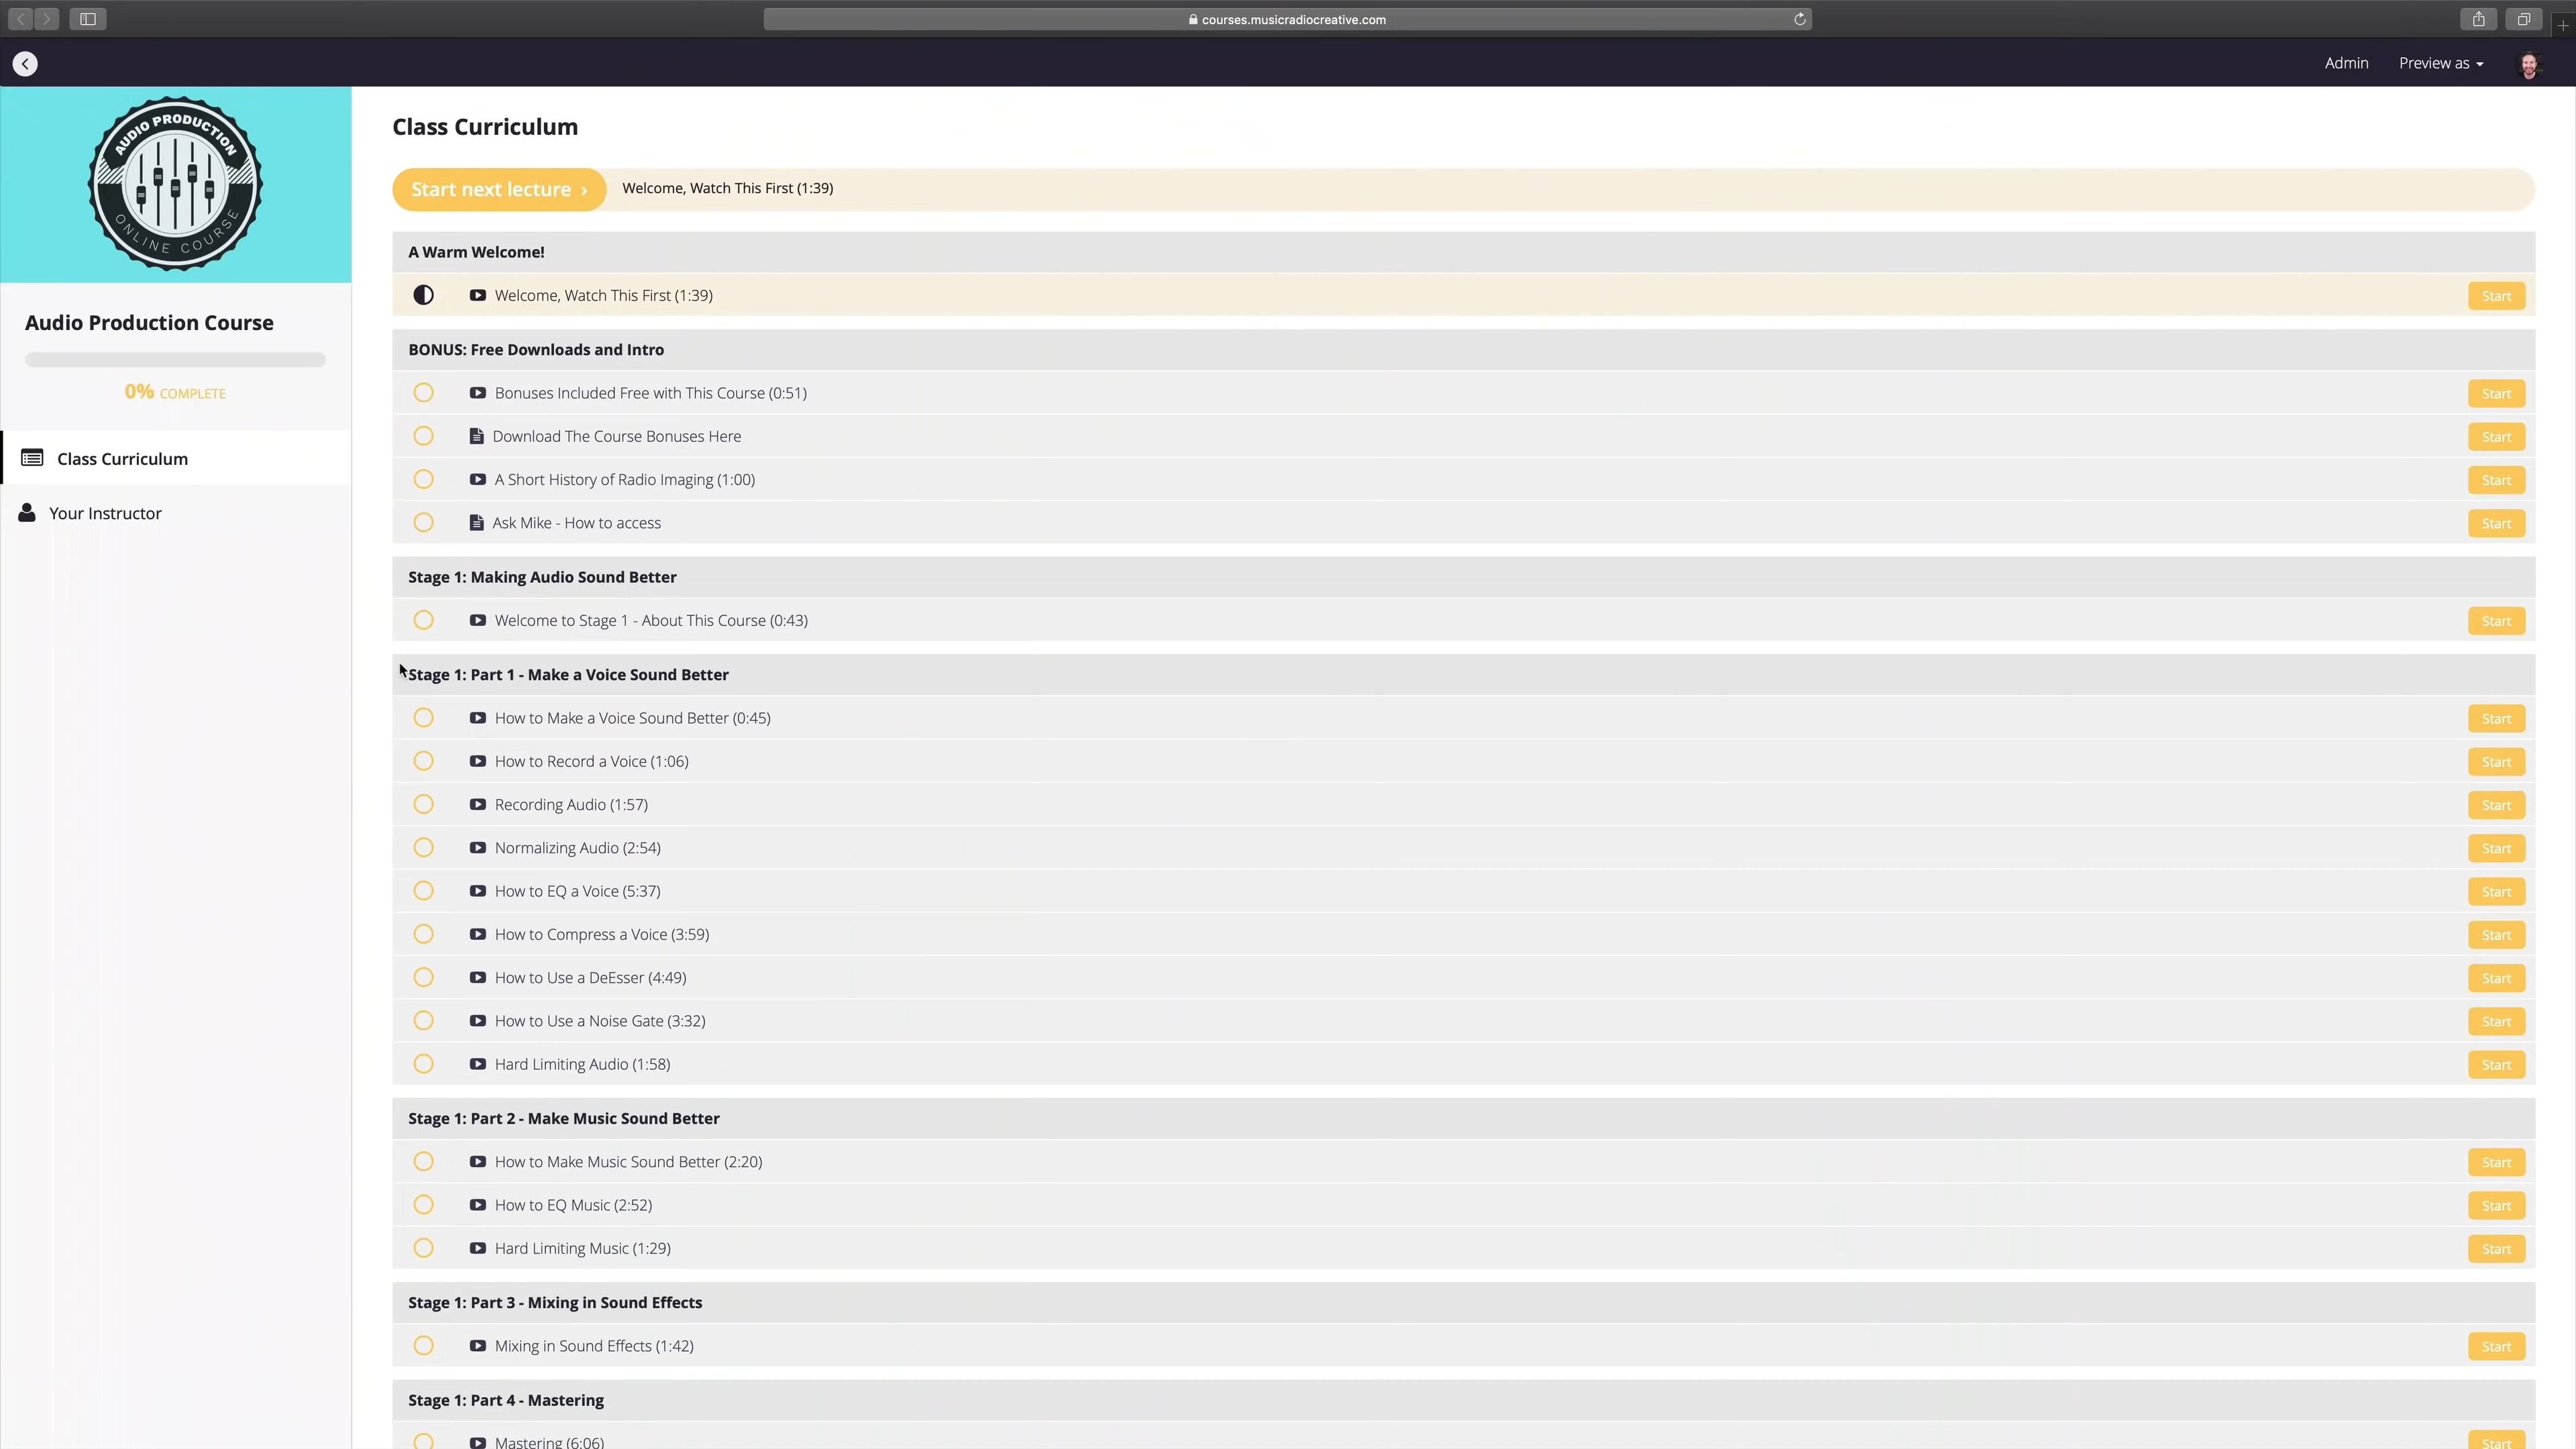 courses.musicradiocreative.com
Admin
Preview as
AUDIO PRODUCTION
ONLINE COURSE
Audio Production Course
0% COMPLETE
Class Curriculum
Your Instructor
Class Curriculum
Start next lecture › Welcome, Watch This First (1:39)
A Warm Welcome!
Welcome, Watch This First (1:39) Start
BONUS: Free Downloads and Intro
Bonuses Included Free with This Course (0:51) Start
Download The Course Bonuses Here Start
A Short History of Radio Imaging (1:00) Start
Ask Mike - How to access Start
Stage 1: Making Audio Sound Better
Welcome to Stage 1 - About This Course (0:43) Start
Stage 1: Part 1 - Make a Voice Sound Better
How to Make a Voice Sound Better (0:45) Start
How to Record a Voice (1:06) Start
Recording Audio (1:57) Start
Normalizing Audio (2:54) Start
How to EQ a Voice (5:37) Start
How to Compress a Voice (3:59) Start
How to Use a DeEsser (4:49) Start
How to Use a Noise Gate (3:32) Start
Hard Limiting Audio (1:58) Start
Stage 1: Part 2 - Make Music Sound Better
How to Make Music Sound Better (2:20) Start
How to EQ Music (2:52) Start
Hard Limiting Music (1:29) Start
Stage 1: Part 3 - Mixing in Sound Effects
Mixing in Sound Effects (1:42) Start
Stage 1: Part 4 - Mastering
Mastering (6:06) Start